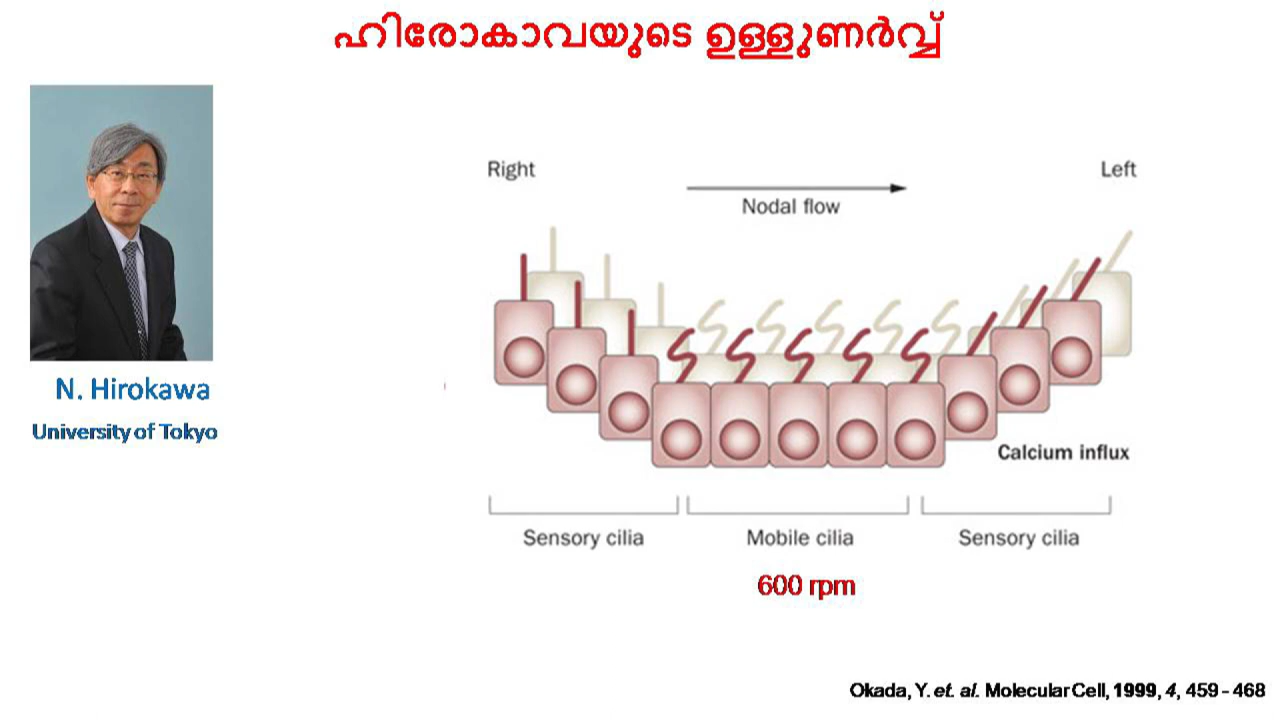 ഹിരോകാവയുടെ ഉള്ളുണർവ്വ്
Right
Left
Nodal flow
N. Hirokawa
University of Tokyo
Calcium influx
Sensory cilia
Mobile cilia
Sensory cilia
600 rpm
Okada, Y. et. al. Molecular Cell, 1999, 4, 459 – 468